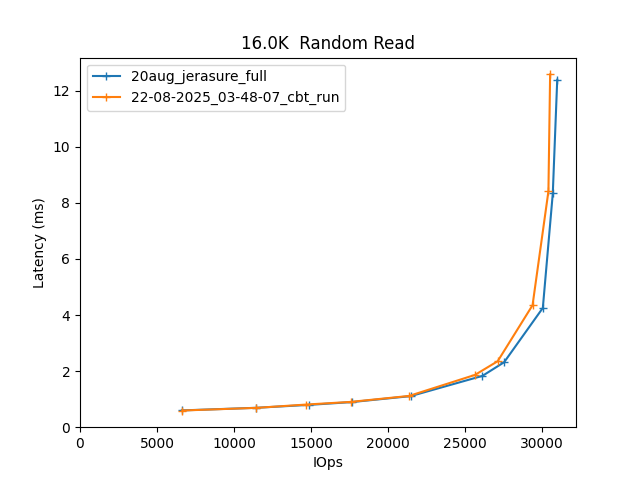 16.0K  Random Read
20aug_jerasure_full
22-08-2025_03-48-07_cbt_run
Latency (ms)
12
10
8
6
4
2
0
0 5000 10000 15000 20000 25000 30000
IOps